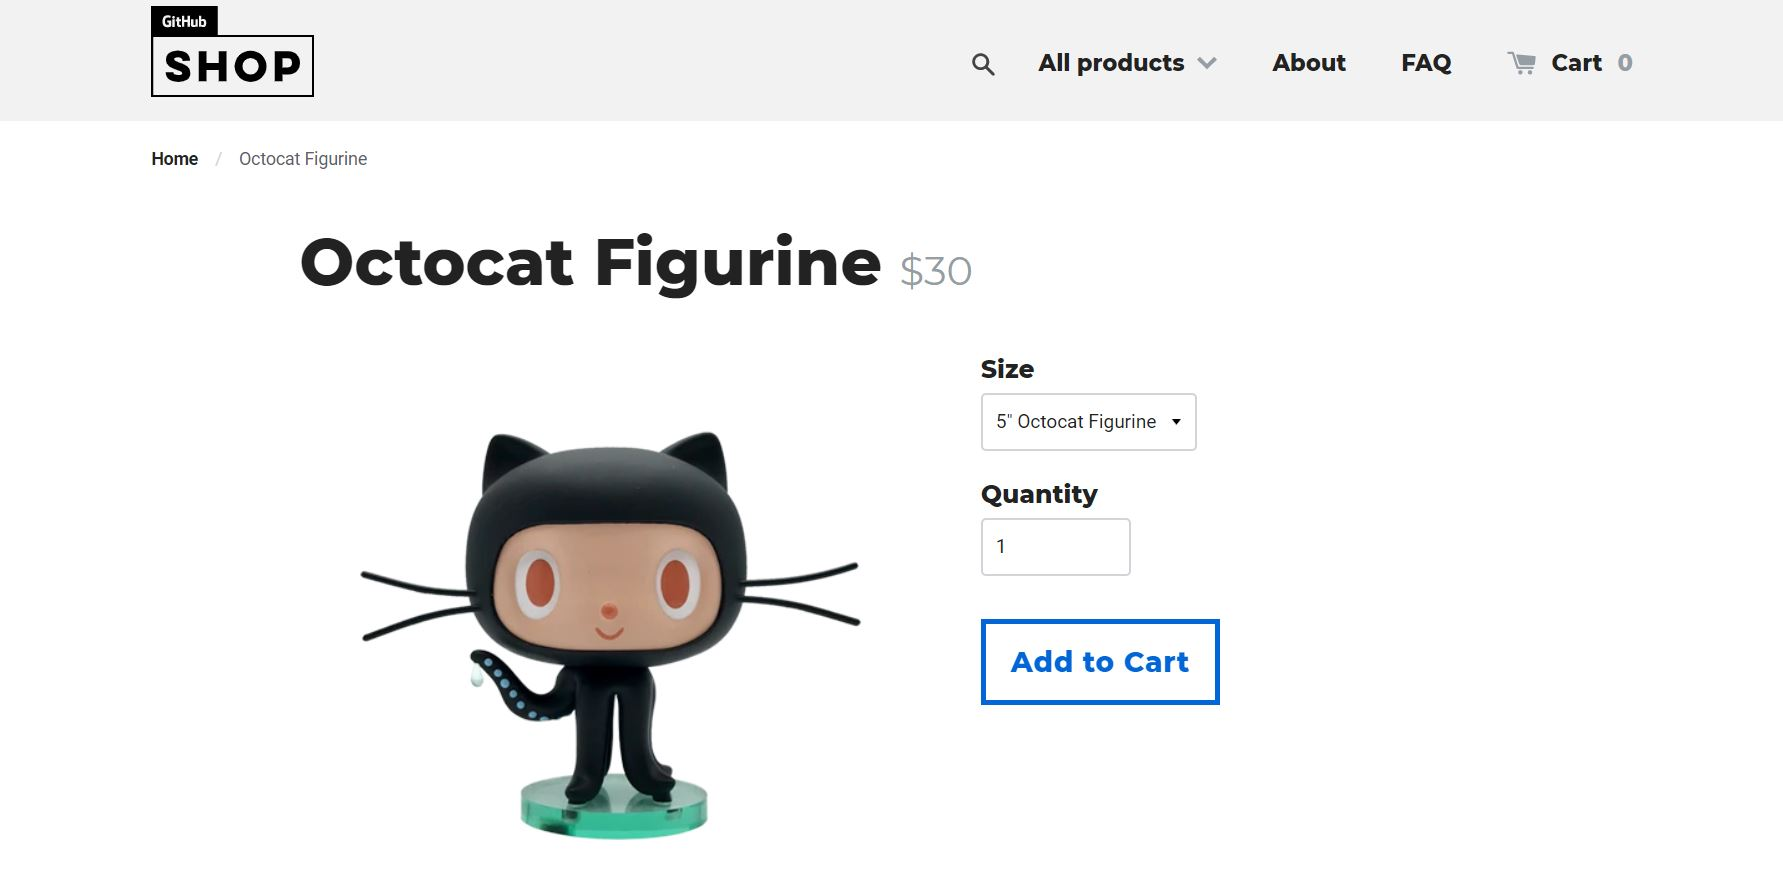 GitHub
SHOP
All products
About
FAQ
Cart 0
Home / Octocat Figurine
Octocat Figurine $30
Size
5" Octocat Figurine
Quantity
1
Add to Cart